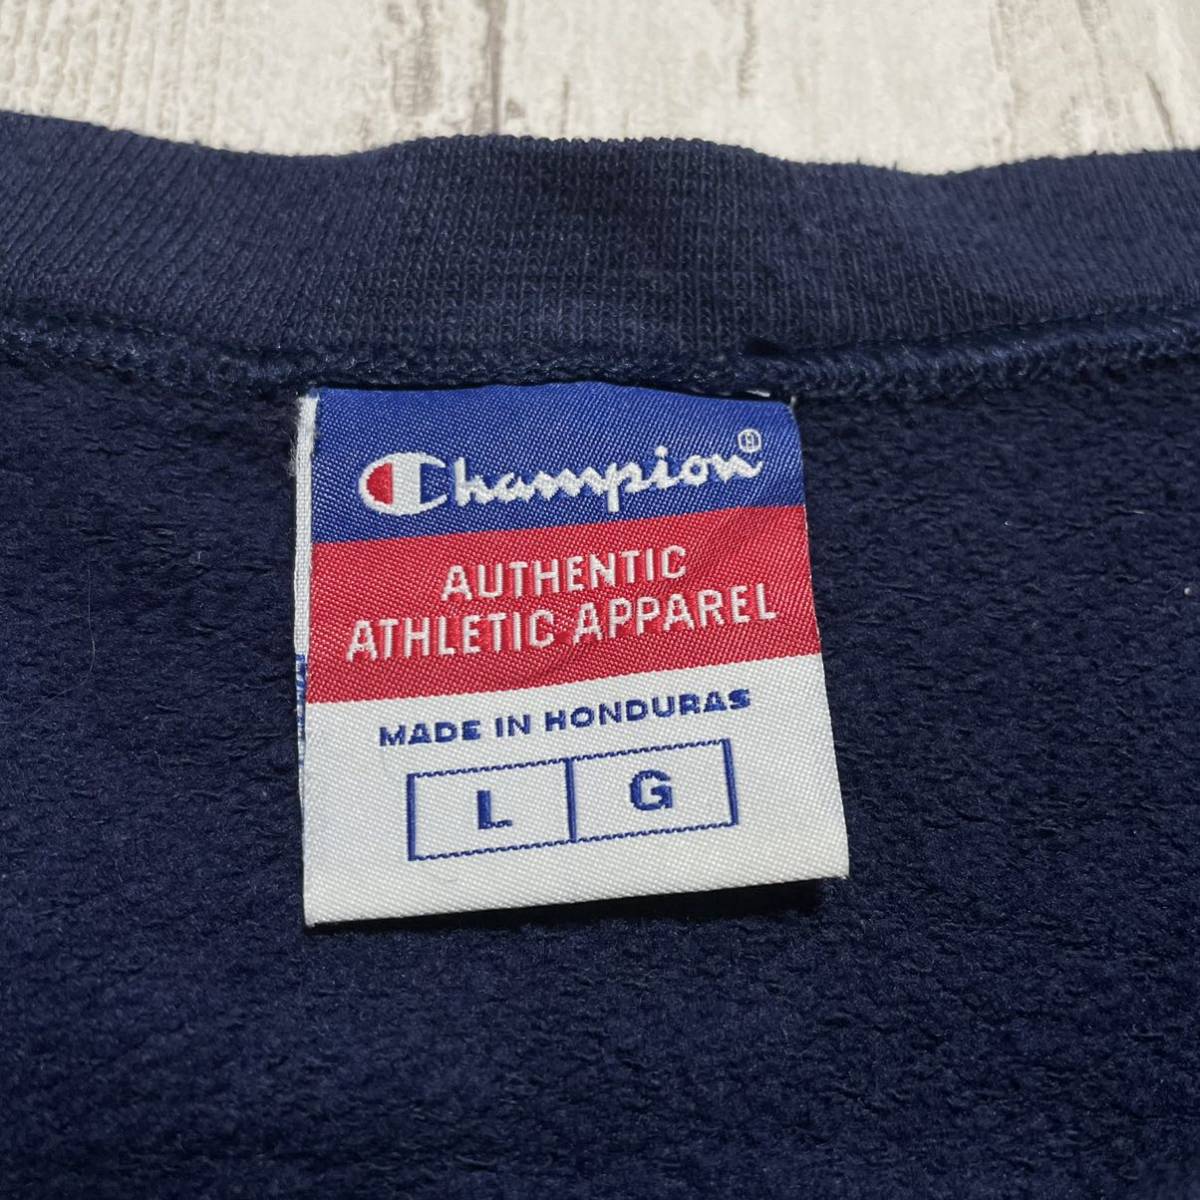 Champion®
AUTHENTIC
ATHLETIC APPAREL
MADE IN HONDURAS
L G